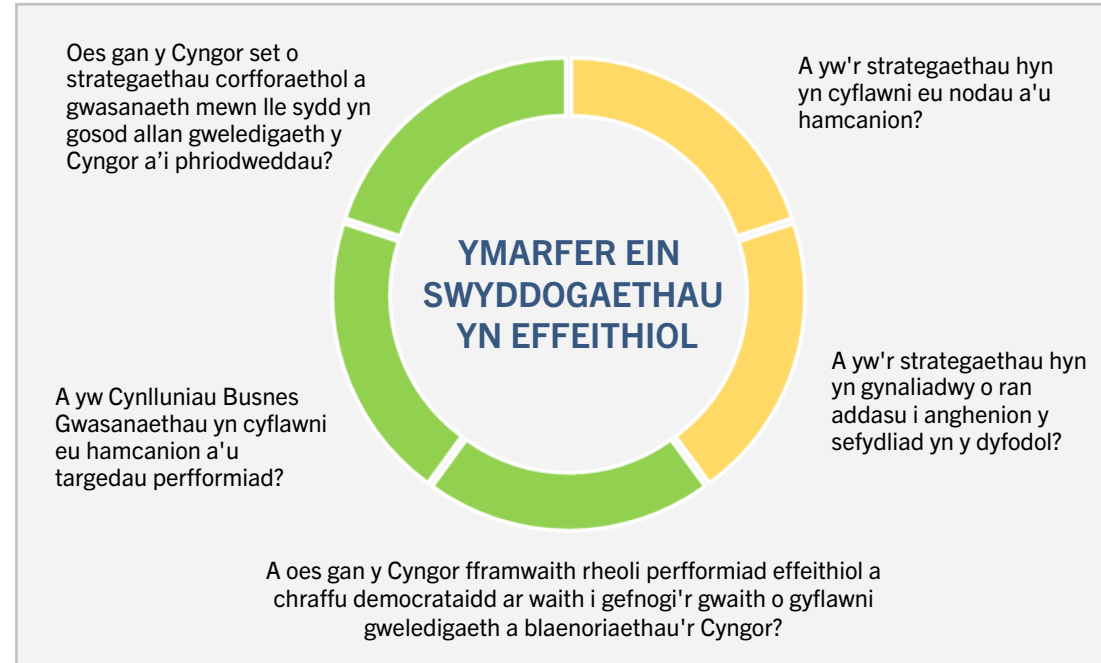 Oes gan y Cyngor set o
strategaethau corfforaethol a
gwasanaeth mewn lle sydd yn
gosod allan gweledigaeth y
Cyngor a’i phriodweddau?
A yw'r strategaethau hyn
yn cyflawni eu nodau a'u
hamcanion?
YMARFER EIN
SWYDDOGAETHAU
YN EFFEITHIOL
A yw'r strategaethau hyn
yn gynaliadwy o ran
addasu i anghenion y
sefydliad yn y dyfodol?
A yw Cynlluniau Busnes
Gwasanaethau yn cyflawni
eu hamcanion a'u
targedau perfformiad?
A oes gan y Cyngor fframwaith rheoli perfformiad effeithiol a
chraffu democrataidd ar waith i gefnogi'r gwaith o gyflawni
gweledigaeth a blaenoriaethau'r Cyngor?